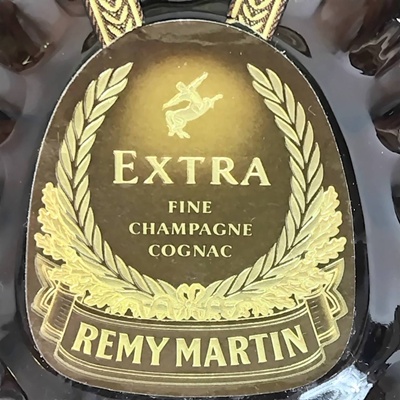 EXTRA
FINE
CHAMPAGNE
COGNAC
REMY MARTIN